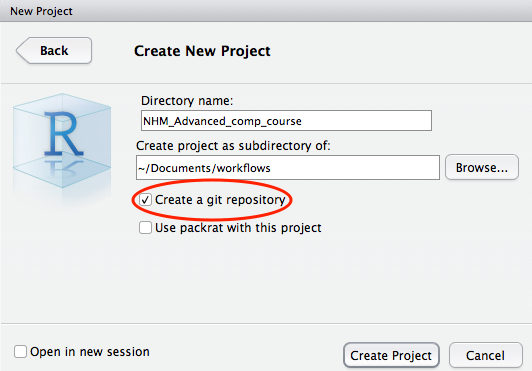 New Project
Back
Create New Project
R
Directory name:
NHM_Advanced_comp_course
Create project as subdirectory of:
~/Documents/workflows
Browse...
Create a git repository
Use packrat with this project
Open in new session
Create Project
Cancel